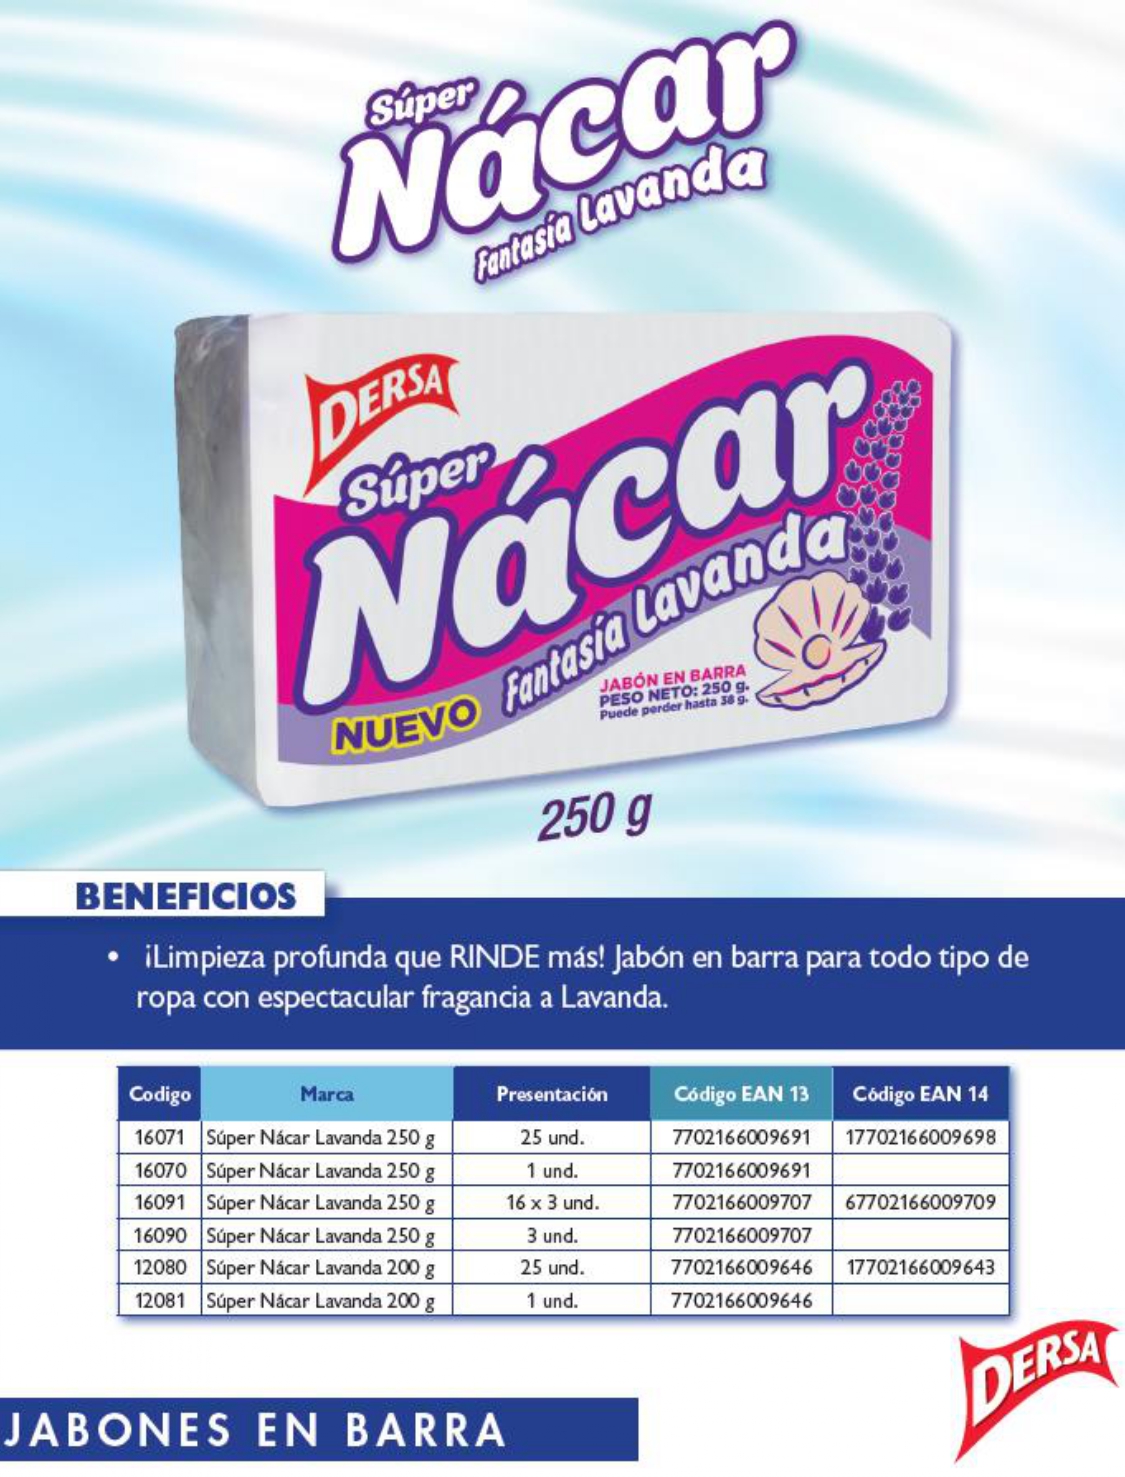 Súper
Nácar
Fantasía Lavanda
DERSA
Súper
Nácar
Fantasía Lavanda
NUEVO
JABÓN EN BARRA
PESO NETO: 250 g.
Puede perder hasta 38 g.
250 g
BENEFICIOS
• ¡Limpieza profunda que RINDE más! Jabón en barra para todo tipo de
ropa con espectacular fragancia a Lavanda.
Codigo Marca Presentación Código EAN 13 Código EAN 14
16071 Súper Nácar Lavanda 250 g 25 und. 7702166009691 17702166009698
16070 Súper Nácar Lavanda 250 g 1 und. 7702166009691
16091 Súper Nácar Lavanda 250 g 16 x 3 und. 7702166009707 67702166009709
16090 Súper Nácar Lavanda 250 g 3 und. 7702166009707
12080 Súper Nácar Lavanda 200 g 25 und. 7702166009646 17702166009643
12081 Súper Nácar Lavanda 200 g 1 und. 7702166009646
DERSA
JABONES EN BARRA